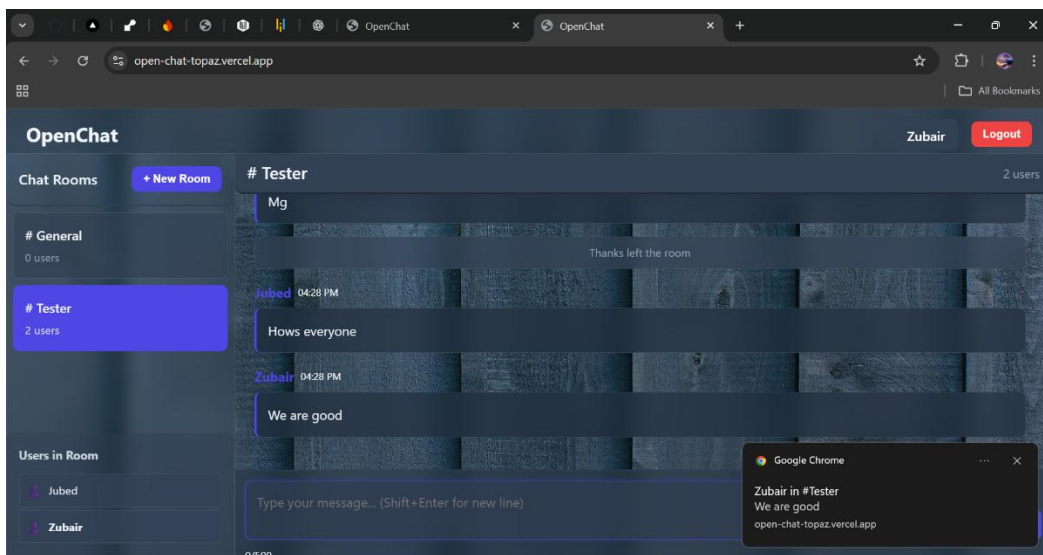 OpenChat
OpenChat
open-chat-topaz.vercel.app
All Bookmarks
OpenChat
Zubair
Logout
Chat Rooms
+ New Room
# Tester
2 users
# General
0 users
# Tester
2 users
Mg
Thanks left the room
Jubed 04:28 PM
Hows everyone
Zubair 04:28 PM
We are good
Users in Room
Jubed
Zubair
Type your message... (Shift+Enter for new line)
Google Chrome
Zubair in #Tester
We are good
open-chat-topaz.vercel.app